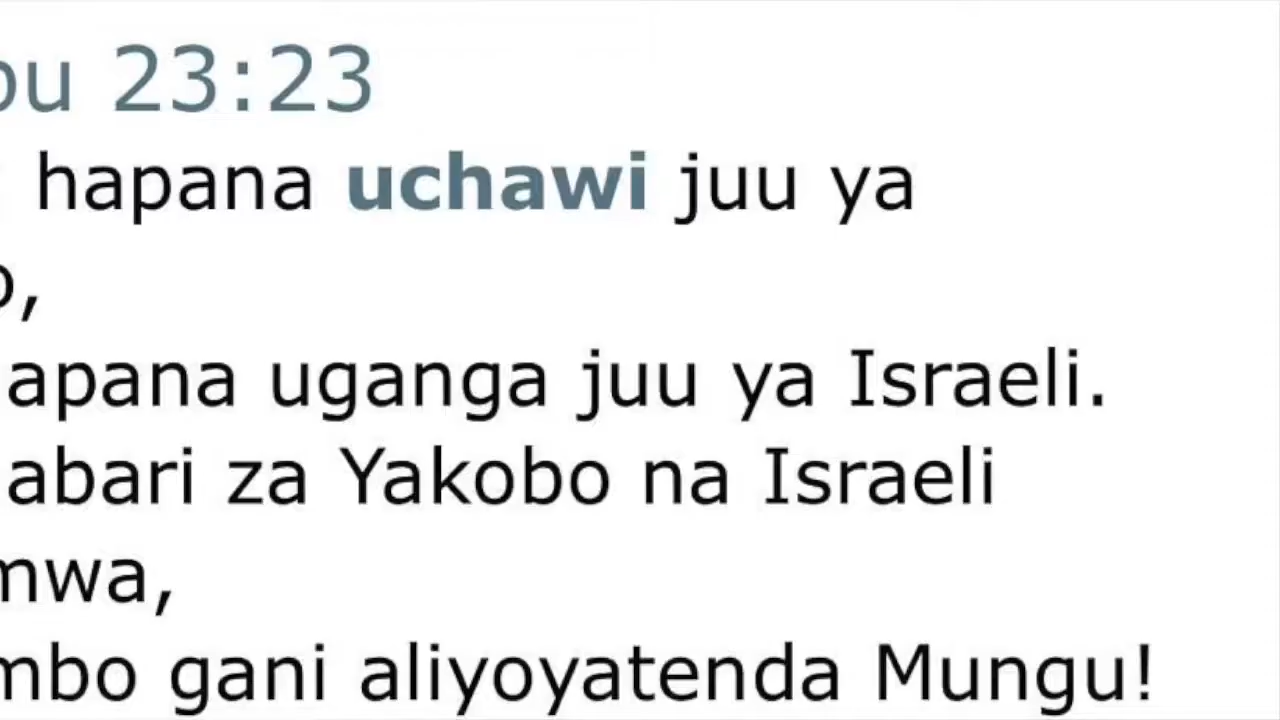 ou 23:23
hapana uchawi juu ya
o,
apana uganga juu ya Israeli.
abari za Yakobo na Israeli
mwa,
mbo gani aliyoyatenda Mungu!